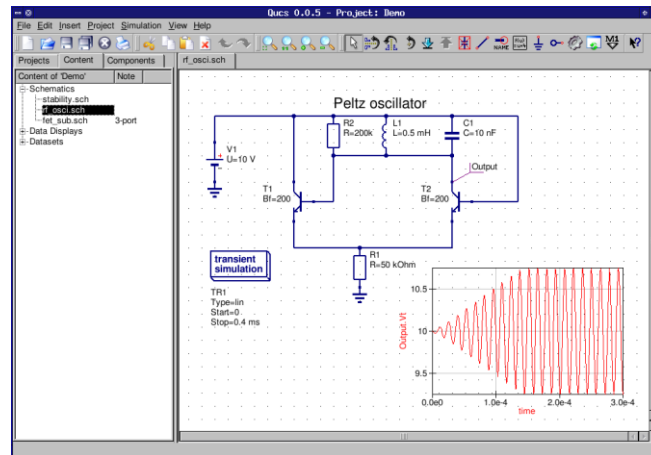 Qucs 0.0.5 - Project: Demo
File Edit Insert Project Simulation View Help
NAME
Projects Content Components
rf_osci.sch
Content of 'Demo' Note
Schematics
stability.sch
rf_osci.sch
fet_sub.sch 3-port
Data Displays
Datasets
Peltz oscillator
R2
R=200k
L1
L=0.5 mH
C1
C=10 nF
V1
U=10 V
Output
T1
Bf=200
T2
Bf=200
R1
R=50 kOhm
transient
simulation
TR1
Type=lin
Start=0
Stop=0.4 ms
10.5
10
9.5
Output.Vt
0.0e0 1.0e-4 2.0e-4 3.0e-4
time